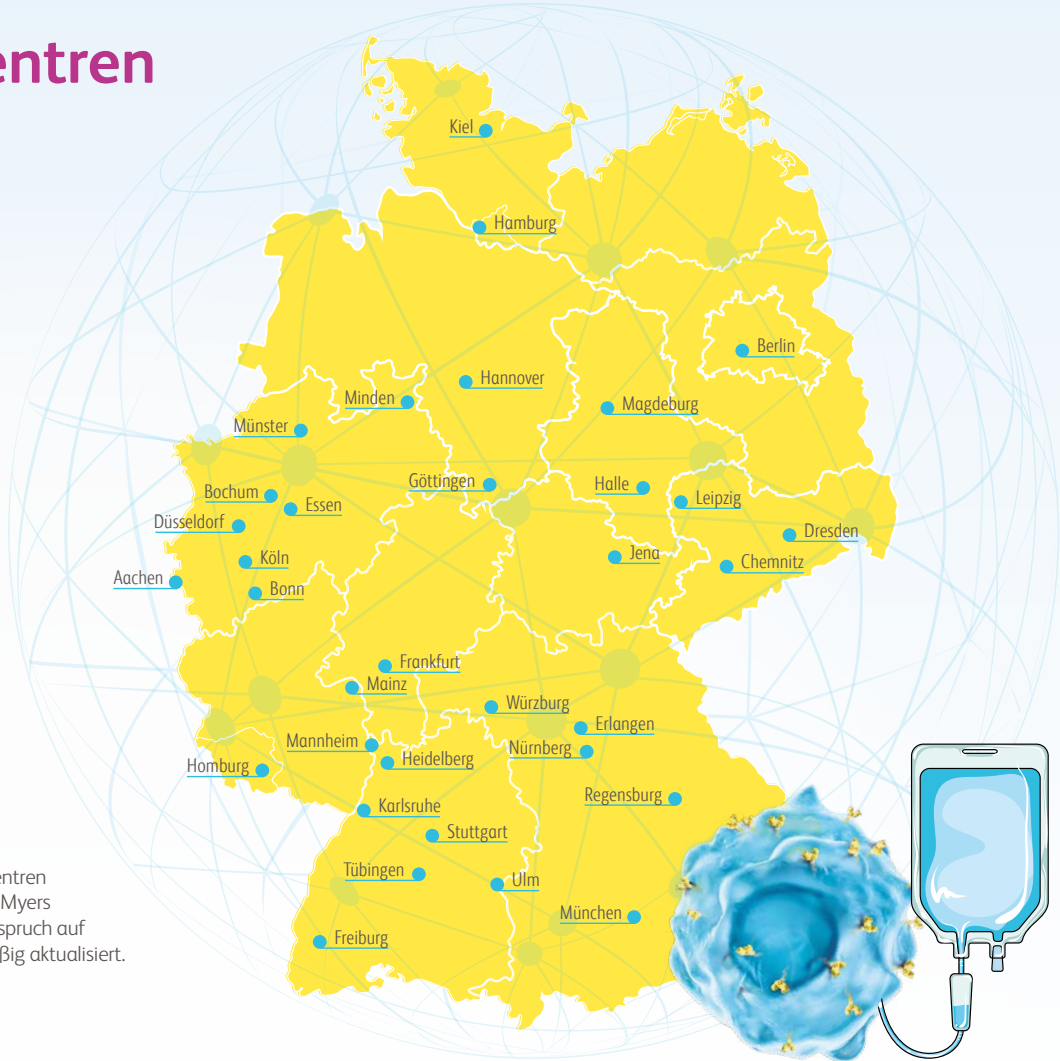 entren
Kiel
Hamburg
Berlin
Hannover
Minden
Magdeburg
Münster
Göttingen
Halle
Bochum
Leipzig
Essen
Düsseldorf
Dresden
Köln
Jena
Chemnitz
Aachen
Bonn
Frankfurt
Mainz
Würzburg
Erlangen
Mannheim
Nürnberg
Heidelberg
Homburg
Regensburg
Karlsruhe
Stuttgart
Tübingen
Ulm
München
Freiburg
entren
Myers
spruch auf
ßig aktualisiert.